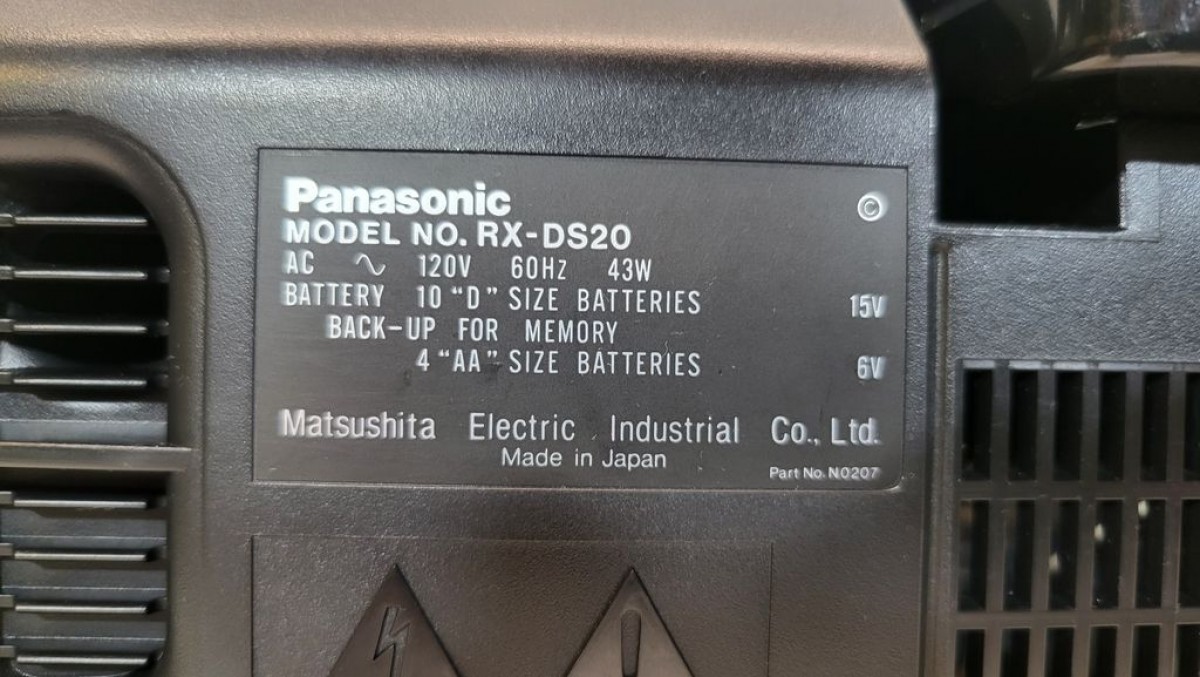 Panasonic ©
MODEL NO. RX-DS20
AC ∿ 120V 60Hz 43W
BATTERY 10 “D” SIZE BATTERIES 15V
BACK-UP FOR MEMORY
4 “AA” SIZE BATTERIES 6V
Matsushita Electric Industrial Co., Ltd.
Made in Japan
Part No. N0207